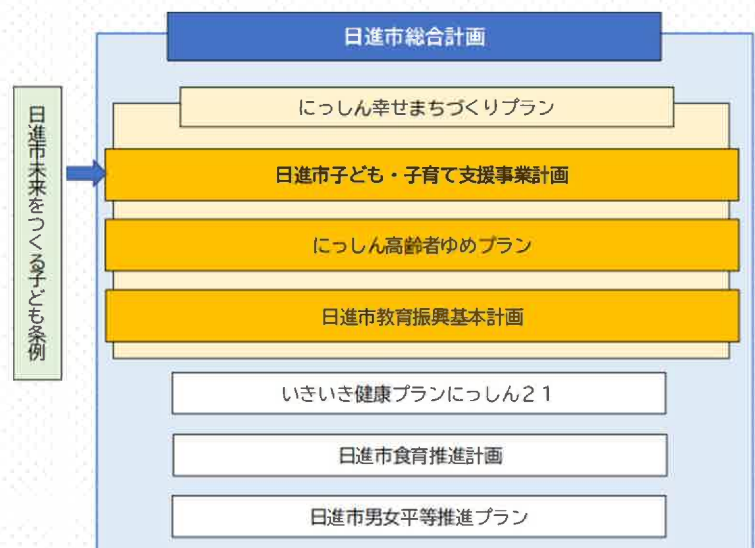 日進市総合計画
にっしん幸せまちづくりプラン
日進市未来をつくる子ども条例
日進市子ども・子育て支援事業計画
にっしん高齢者ゆめプラン
日進市教育振興基本計画
いきいき健康プランにっしん２１
日進市食育推進計画
日進市男女平等推進プラン